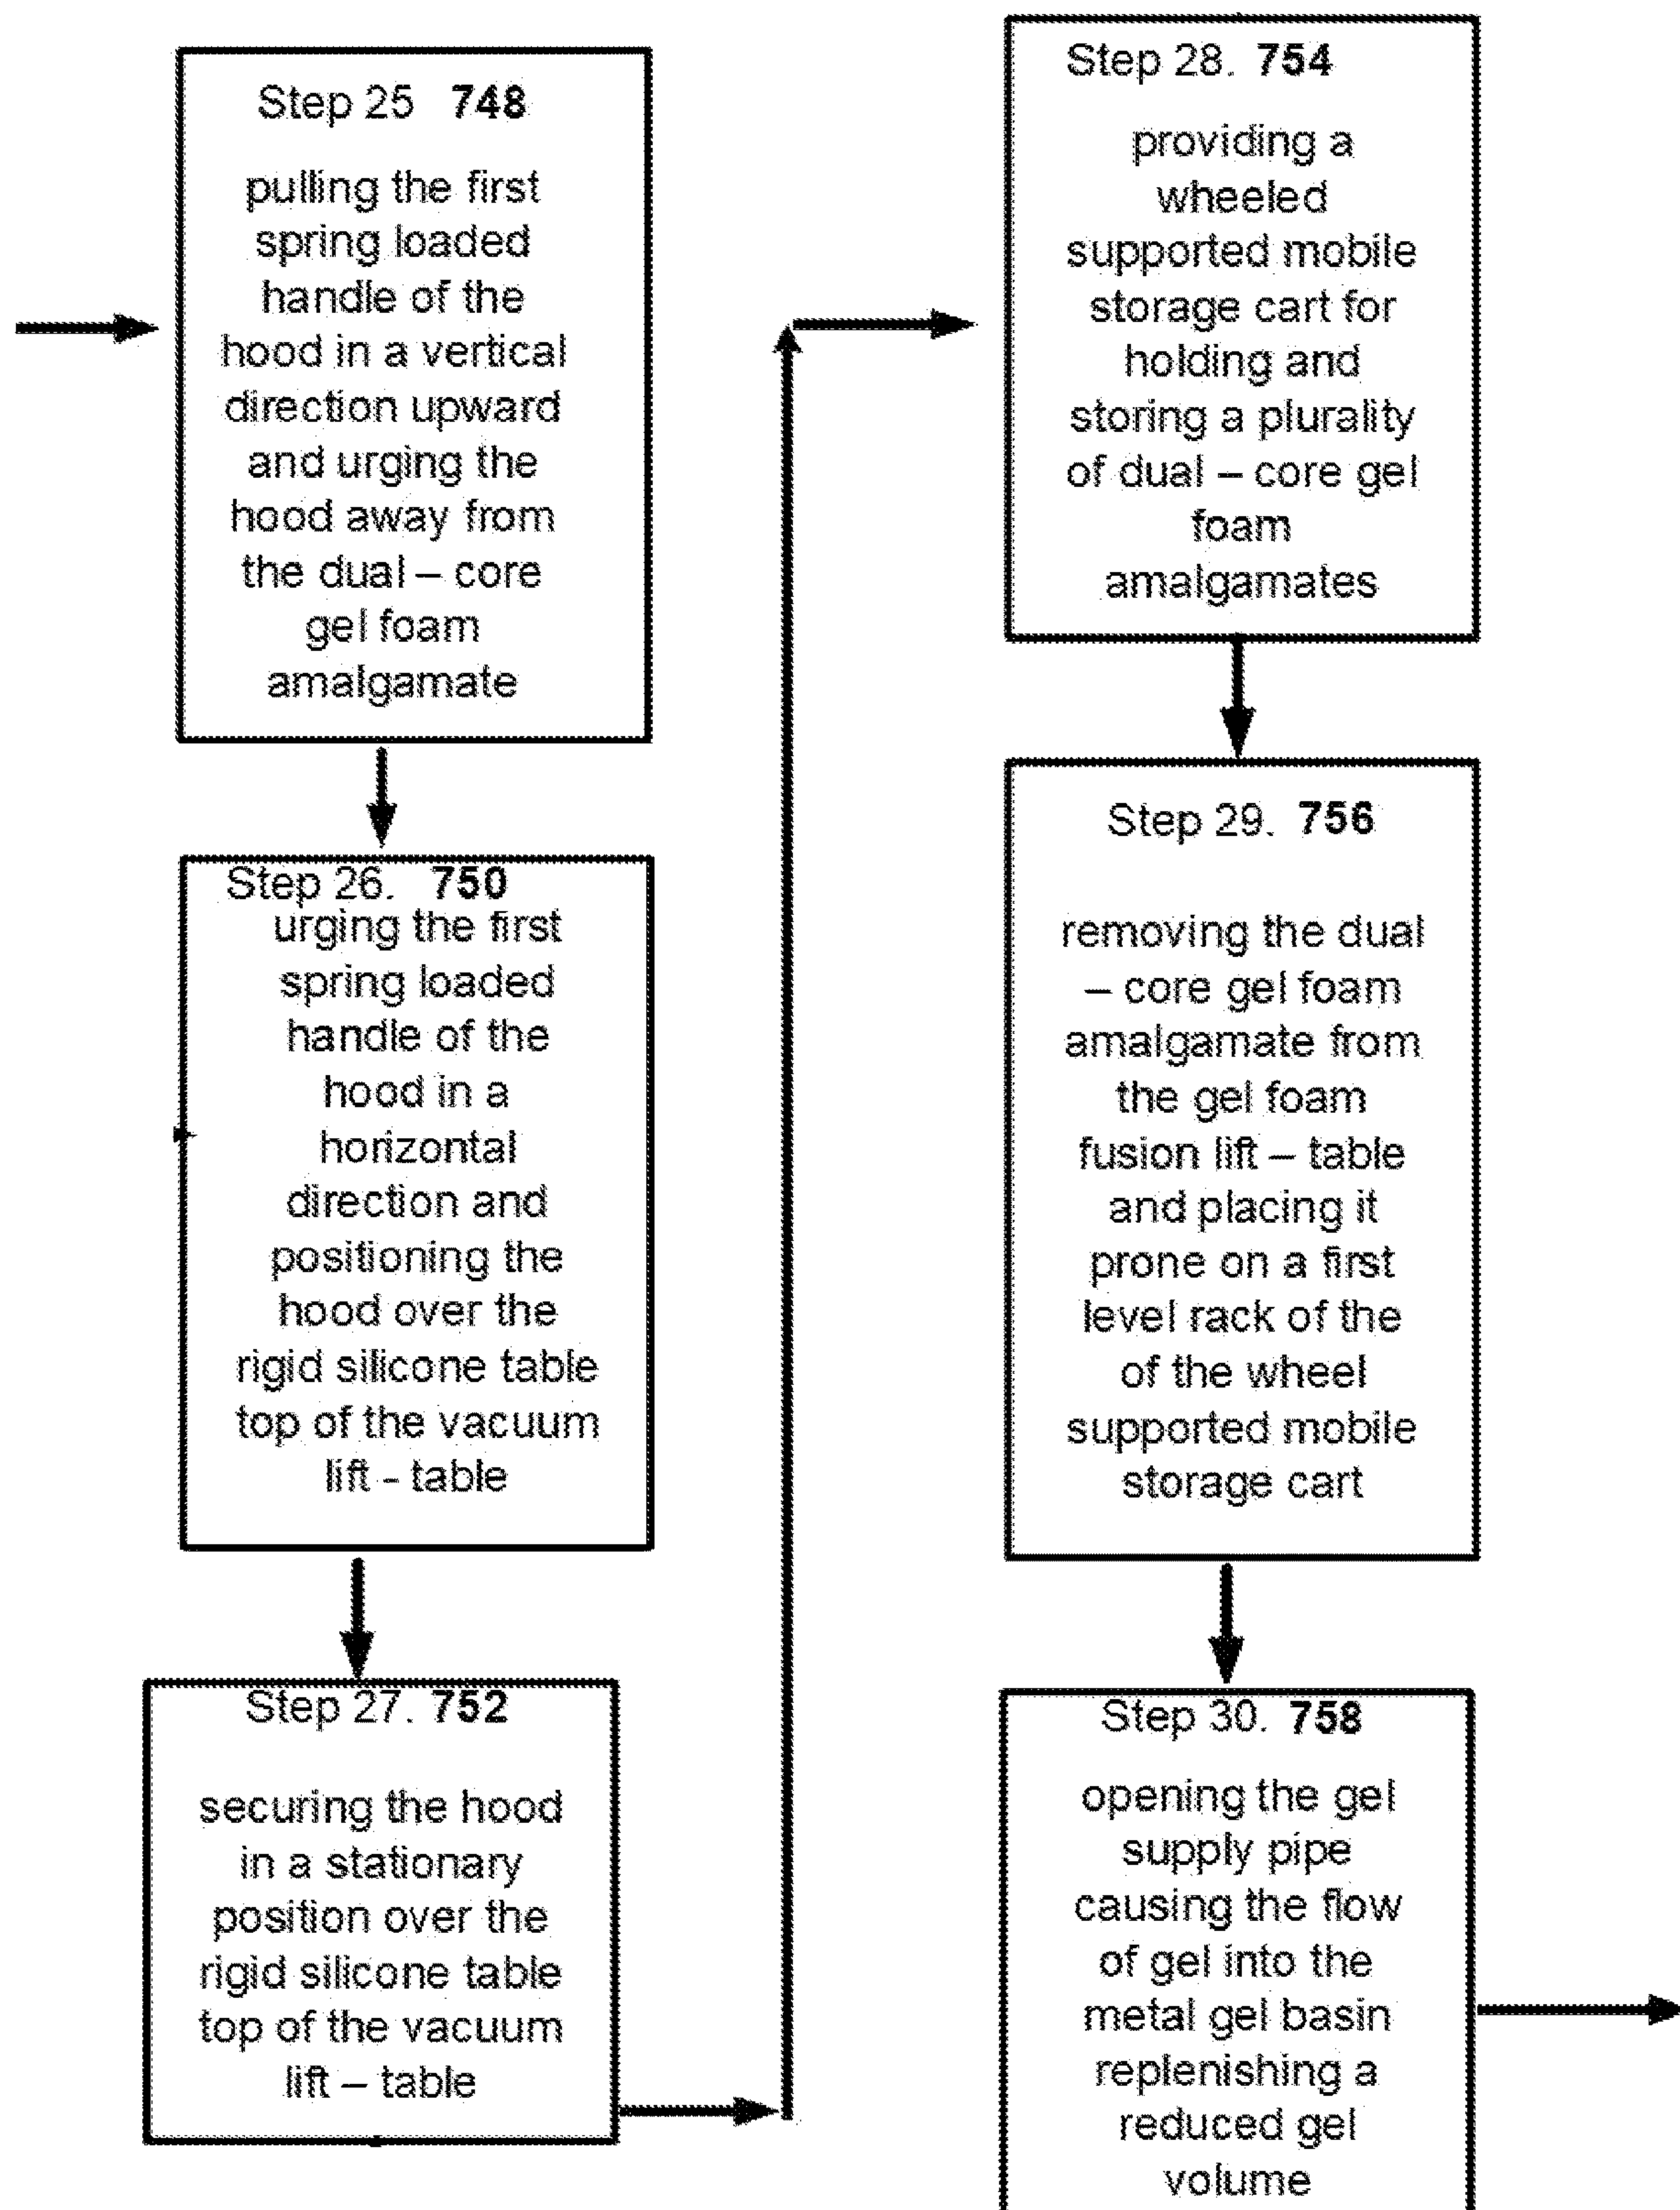 Step 25 748
pulling the first
spring loaded
handle of the
hood in a vertical
direction upward
and urging the
hood away from
the dual – core
gel foam
amalgamate
Step 26. 750
urging the first
spring loaded
handle of the
hood in a
horizontal
direction and
positioning the
hood over the
rigid silicone table
top of the vacuum
lift - table
Step 27. 752
securing the hood
in a stationary
position over the
rigid silicone table
top of the vacuum
lift – table
Step 28. 754
providing a
wheeled
supported mobile
storage cart for
holding and
storing a plurality
of dual – core gel
foam
amalgamates
Step 29. 756
removing the dual
– core gel foam
amalgamate from
the gel foam
fusion lift – table
and placing it
prone on a first
level rack of the
of the wheel
supported mobile
storage cart
Step 30. 758
opening the gel
supply pipe
causing the flow
of gel into the
metal gel basin
replenishing a
reduced gel
volume